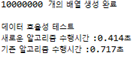 10000000 개의 배열 생성 완료
데이터 효율성 테스트
새로운 알고리즘 수행시간 :0.414초
기존 알고리즘 수행시간 :0.717초